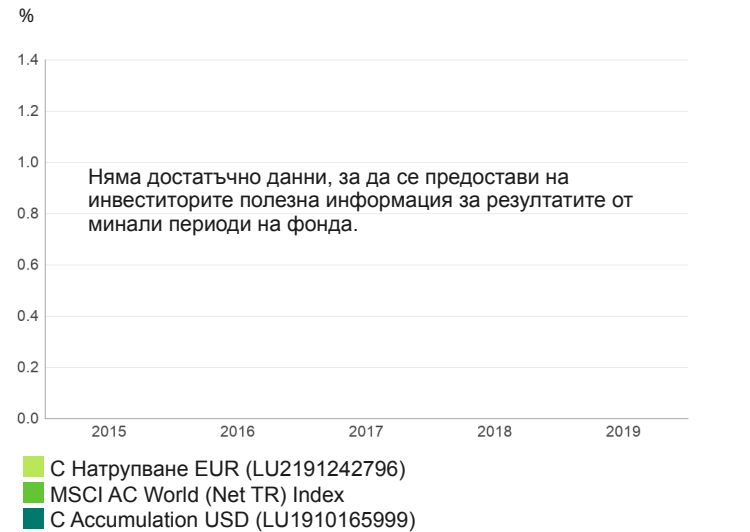 %
1.4
1.2
1.0
Няма достатъчно данни, за да се предостави на
инвеститорите полезна информация за резултатите от
минали периоди на фонда.
0.8
0.6
0.4
0.2
0.0
2015 2016 2017 2018 2019
С Натрупване EUR (LU2191242796)
MSCI AC World (Net TR) Index
C Accumulation USD (LU1910165999)